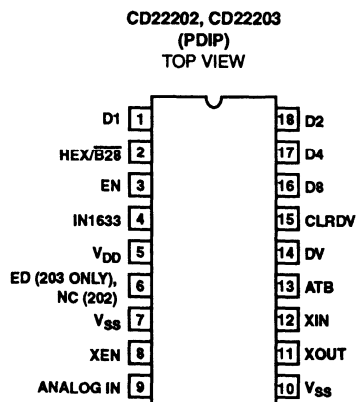 CD22202, CD22203
(PDIP)
TOP VIEW
D1 1 18 D2
HEX/B28 2 17 D4
EN 3 16 D8
IN1633 4 15 CLRDV
VDD 5 14 DV
ED (203 ONLY),
NC (202) 6 13 ATB
VSS 7 12 XIN
XEN 8 11 XOUT
ANALOG IN 9 10 VSS